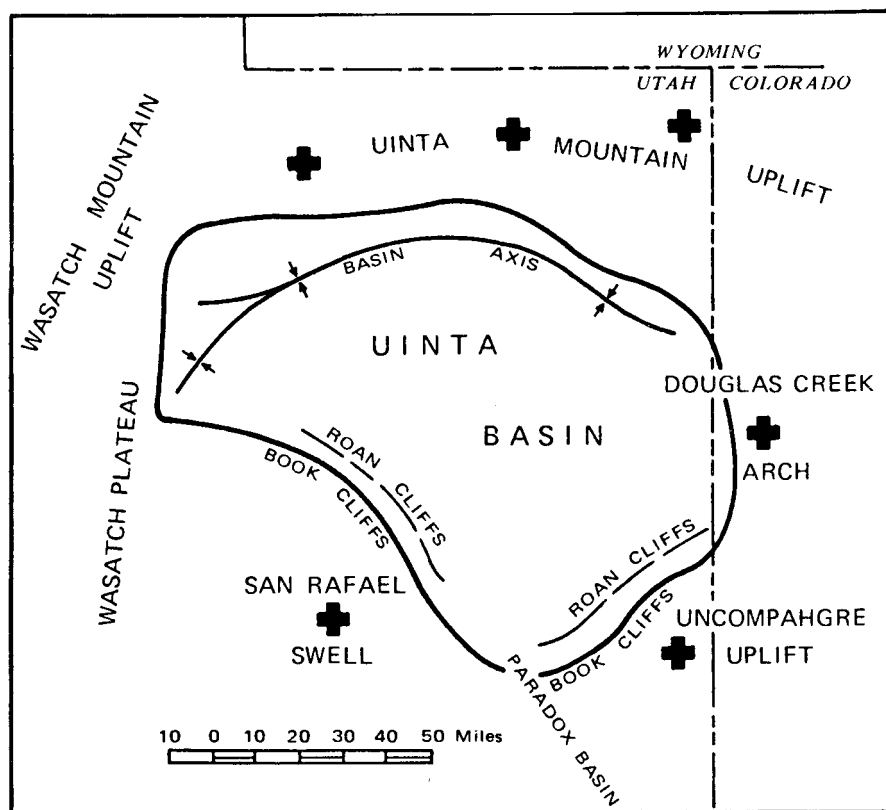 WYOMING
UTAH COLORADO
UINTA MOUNTAIN UPLIFT
WASATCH MOUNTAIN
UPLIFT
BASIN AXIS
UINTA
BASIN
DOUGLAS CREEK
ARCH
WASATCH PLATEAU
ROAN CLIFFS
BOOK CLIFFS
SAN RAFAEL
SWELL
ROAN CLIFFS
BOOK CLIFFS
UNCOMPAHGRE
UPLIFT
PARADOX BASIN
10 0 10 20 30 40 50 Miles